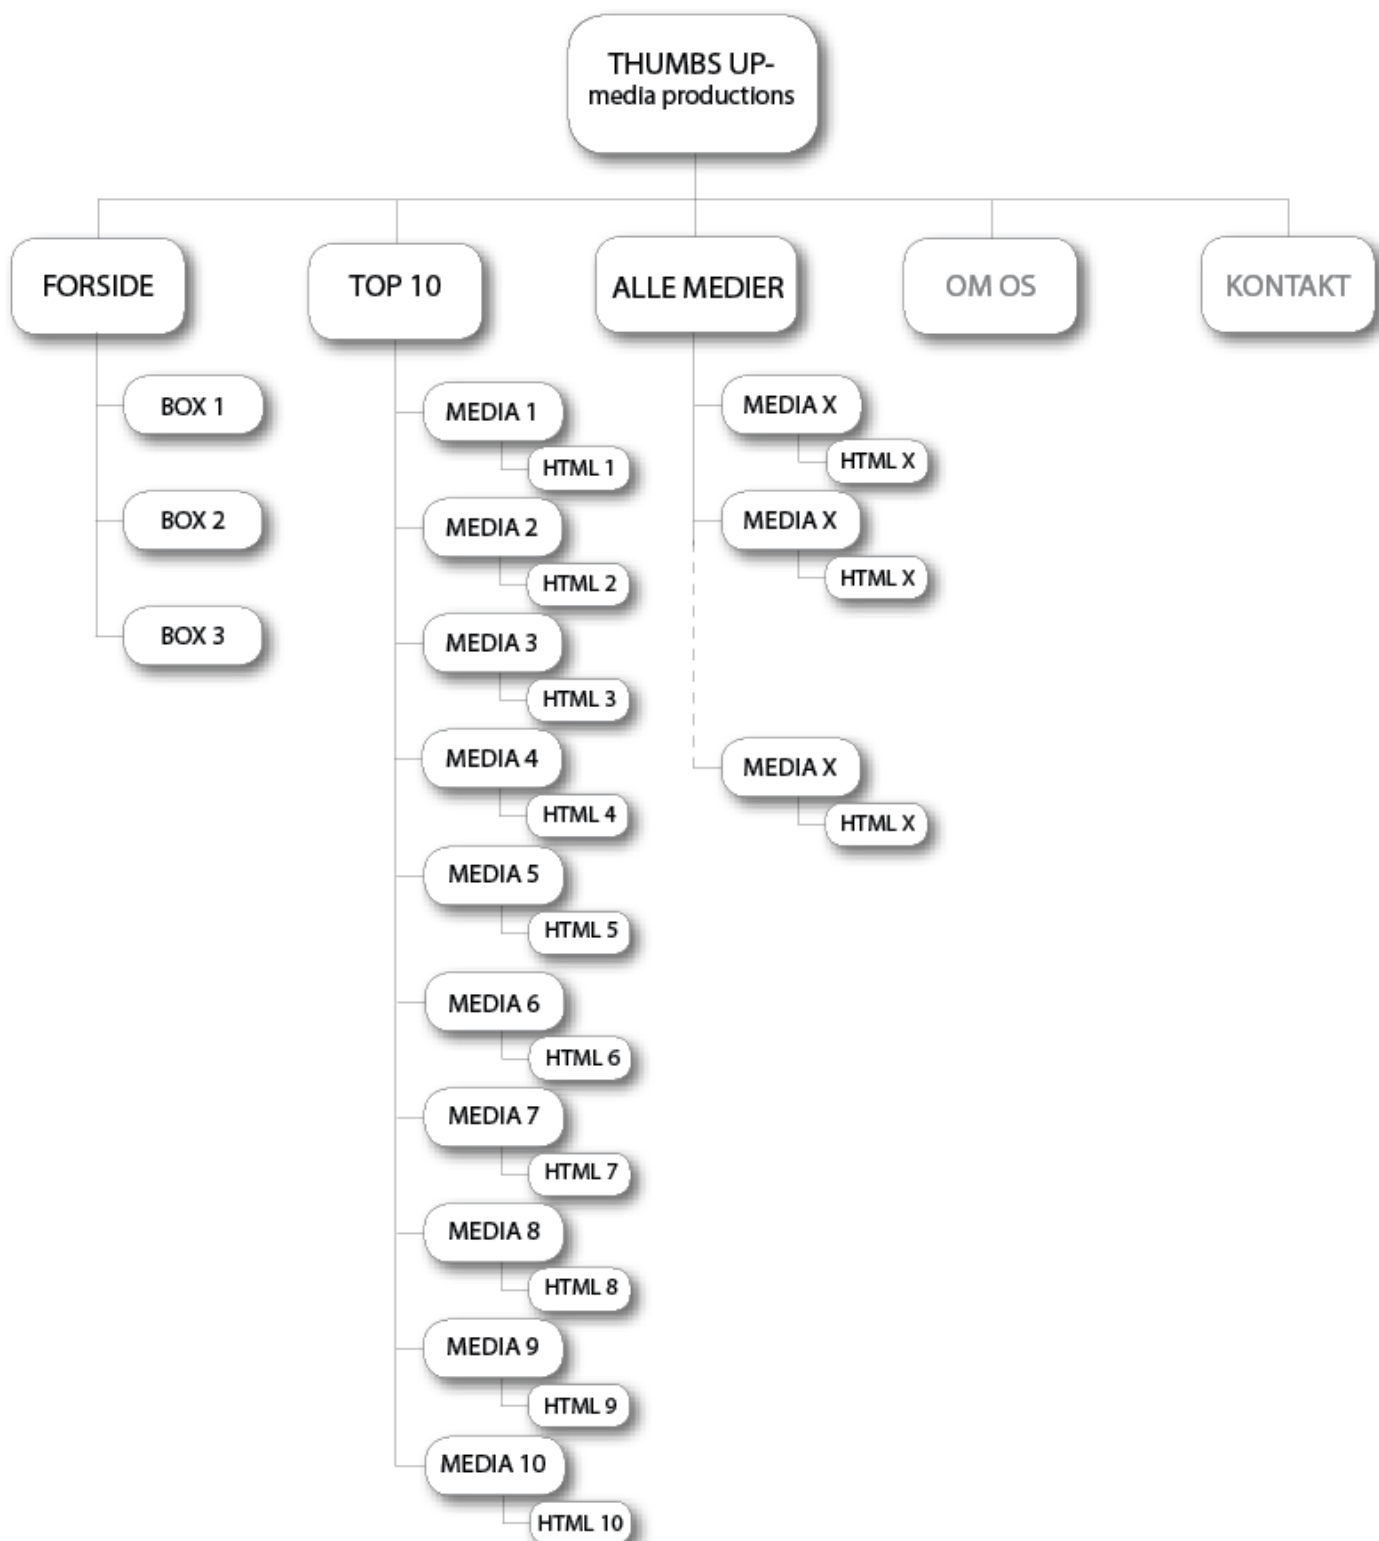 THUMBS UP-
media productions
FORSIDE
TOP 10
ALLE MEDIER
OM OS
KONTAKT
BOX 1
BOX 2
BOX 3
MEDIA 1
HTML 1
MEDIA 2
HTML 2
MEDIA 3
HTML 3
MEDIA 4
HTML 4
MEDIA 5
HTML 5
MEDIA 6
HTML 6
MEDIA 7
HTML 7
MEDIA 8
HTML 8
MEDIA 9
HTML 9
MEDIA 10
HTML 10
MEDIA X
HTML X
MEDIA X
HTML X
MEDIA X
HTML X